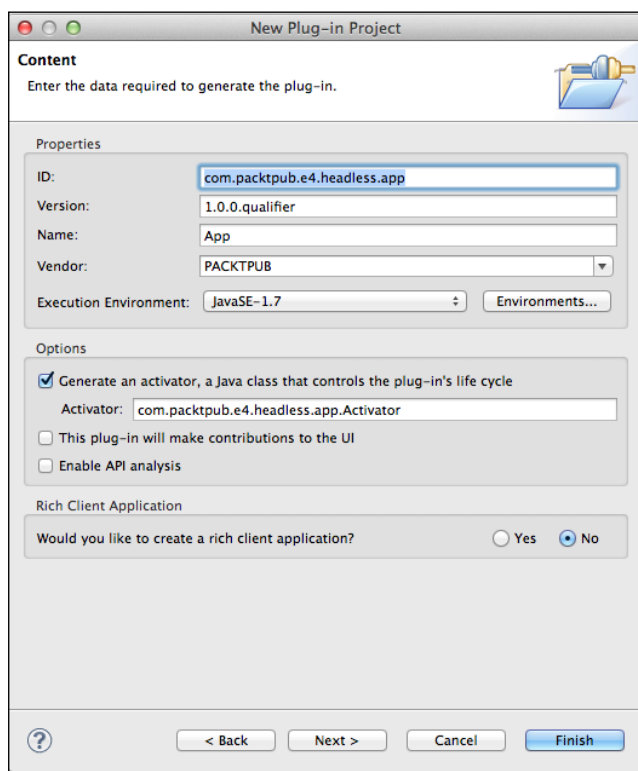 New Plug-in Project
Content
Enter the data required to generate the plug-in.
Properties
ID: com.packtpub.e4.headless.app
Version: 1.0.0.qualifier
Name: App
Vendor: PACKTPUB
Execution Environment: JavaSE-1.7 Environments...
Options
Generate an activator, a Java class that controls the plug-in's life cycle
Activator: com.packtpub.e4.headless.app.Activator
This plug-in will make contributions to the UI
Enable API analysis
Rich Client Application
Would you like to create a rich client application? Yes No
? < Back Next > Cancel Finish